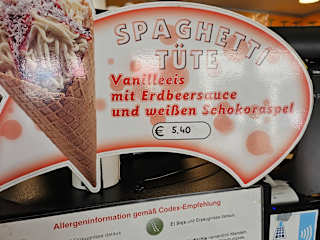 SPAGHETTI
TÜTE
Vanilleeis
mit Erdbeersauce
und weißen Schokoraspel
€ 5,40
Allergeninformation gemäß Codex-Empfehlung